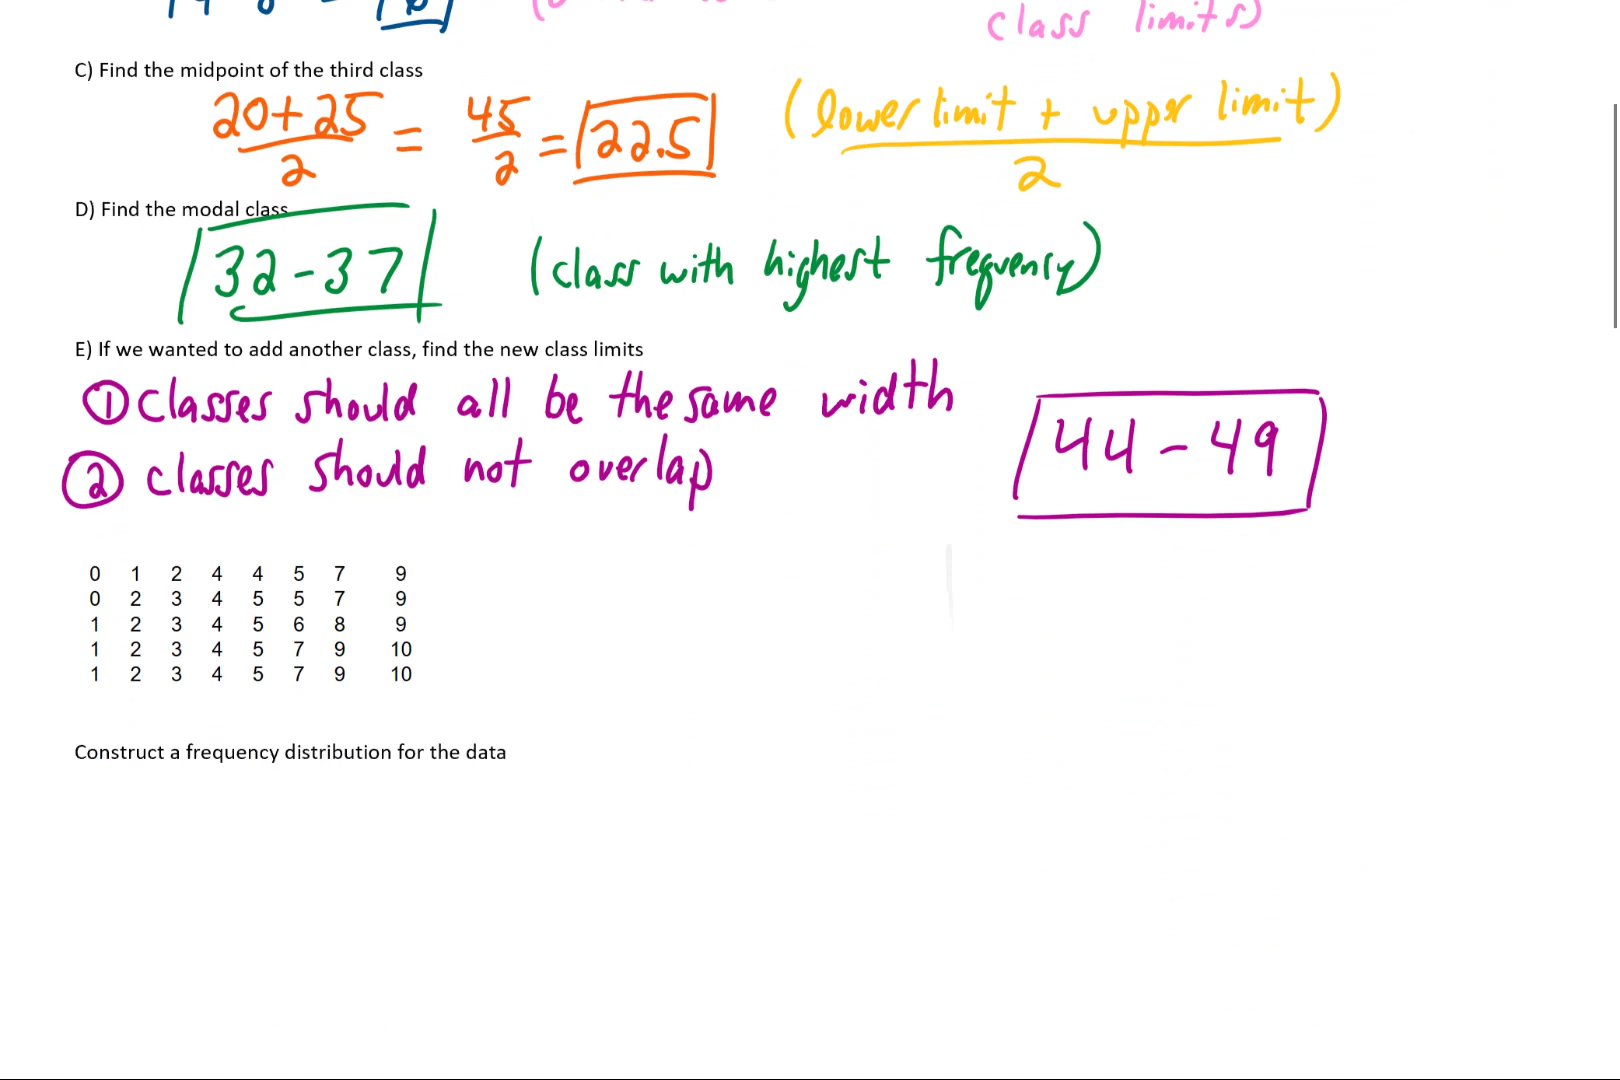 class limits)
C) Find the midpoint of the third class
20+25 / 2 = 45 / 2 = 22.5 (lower limit + upper limit) / 2
D) Find the modal class
32-37 (class with highest frequency)
E) If we wanted to add another class, find the new class limits
① classes should all be the same width
② classes should not overlap
44-49
0 1 2 4 4 5 7 9
0 2 3 4 5 5 7 9
1 2 3 4 5 6 8 9
1 2 3 4 5 7 9 10
1 2 3 4 5 7 9 10
Construct a frequency distribution for the data